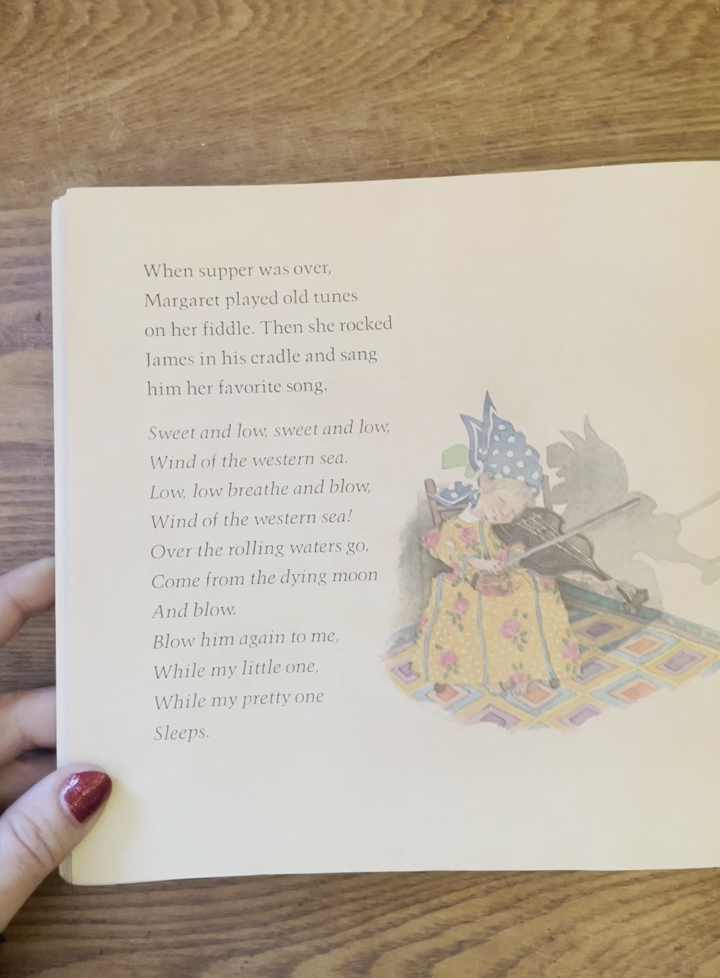 When supper was over,
Margaret played old tunes
on her fiddle. Then she rocked
James in his cradle and sang
him her favorite song.
Sweet and low, sweet and low,
Wind of the western sea.
Low, low breathe and blow,
Wind of the western sea!
Over the rolling waters go,
Come from the dying moon
And blow.
Blow him again to me,
While my little one,
While my pretty one
Sleeps.